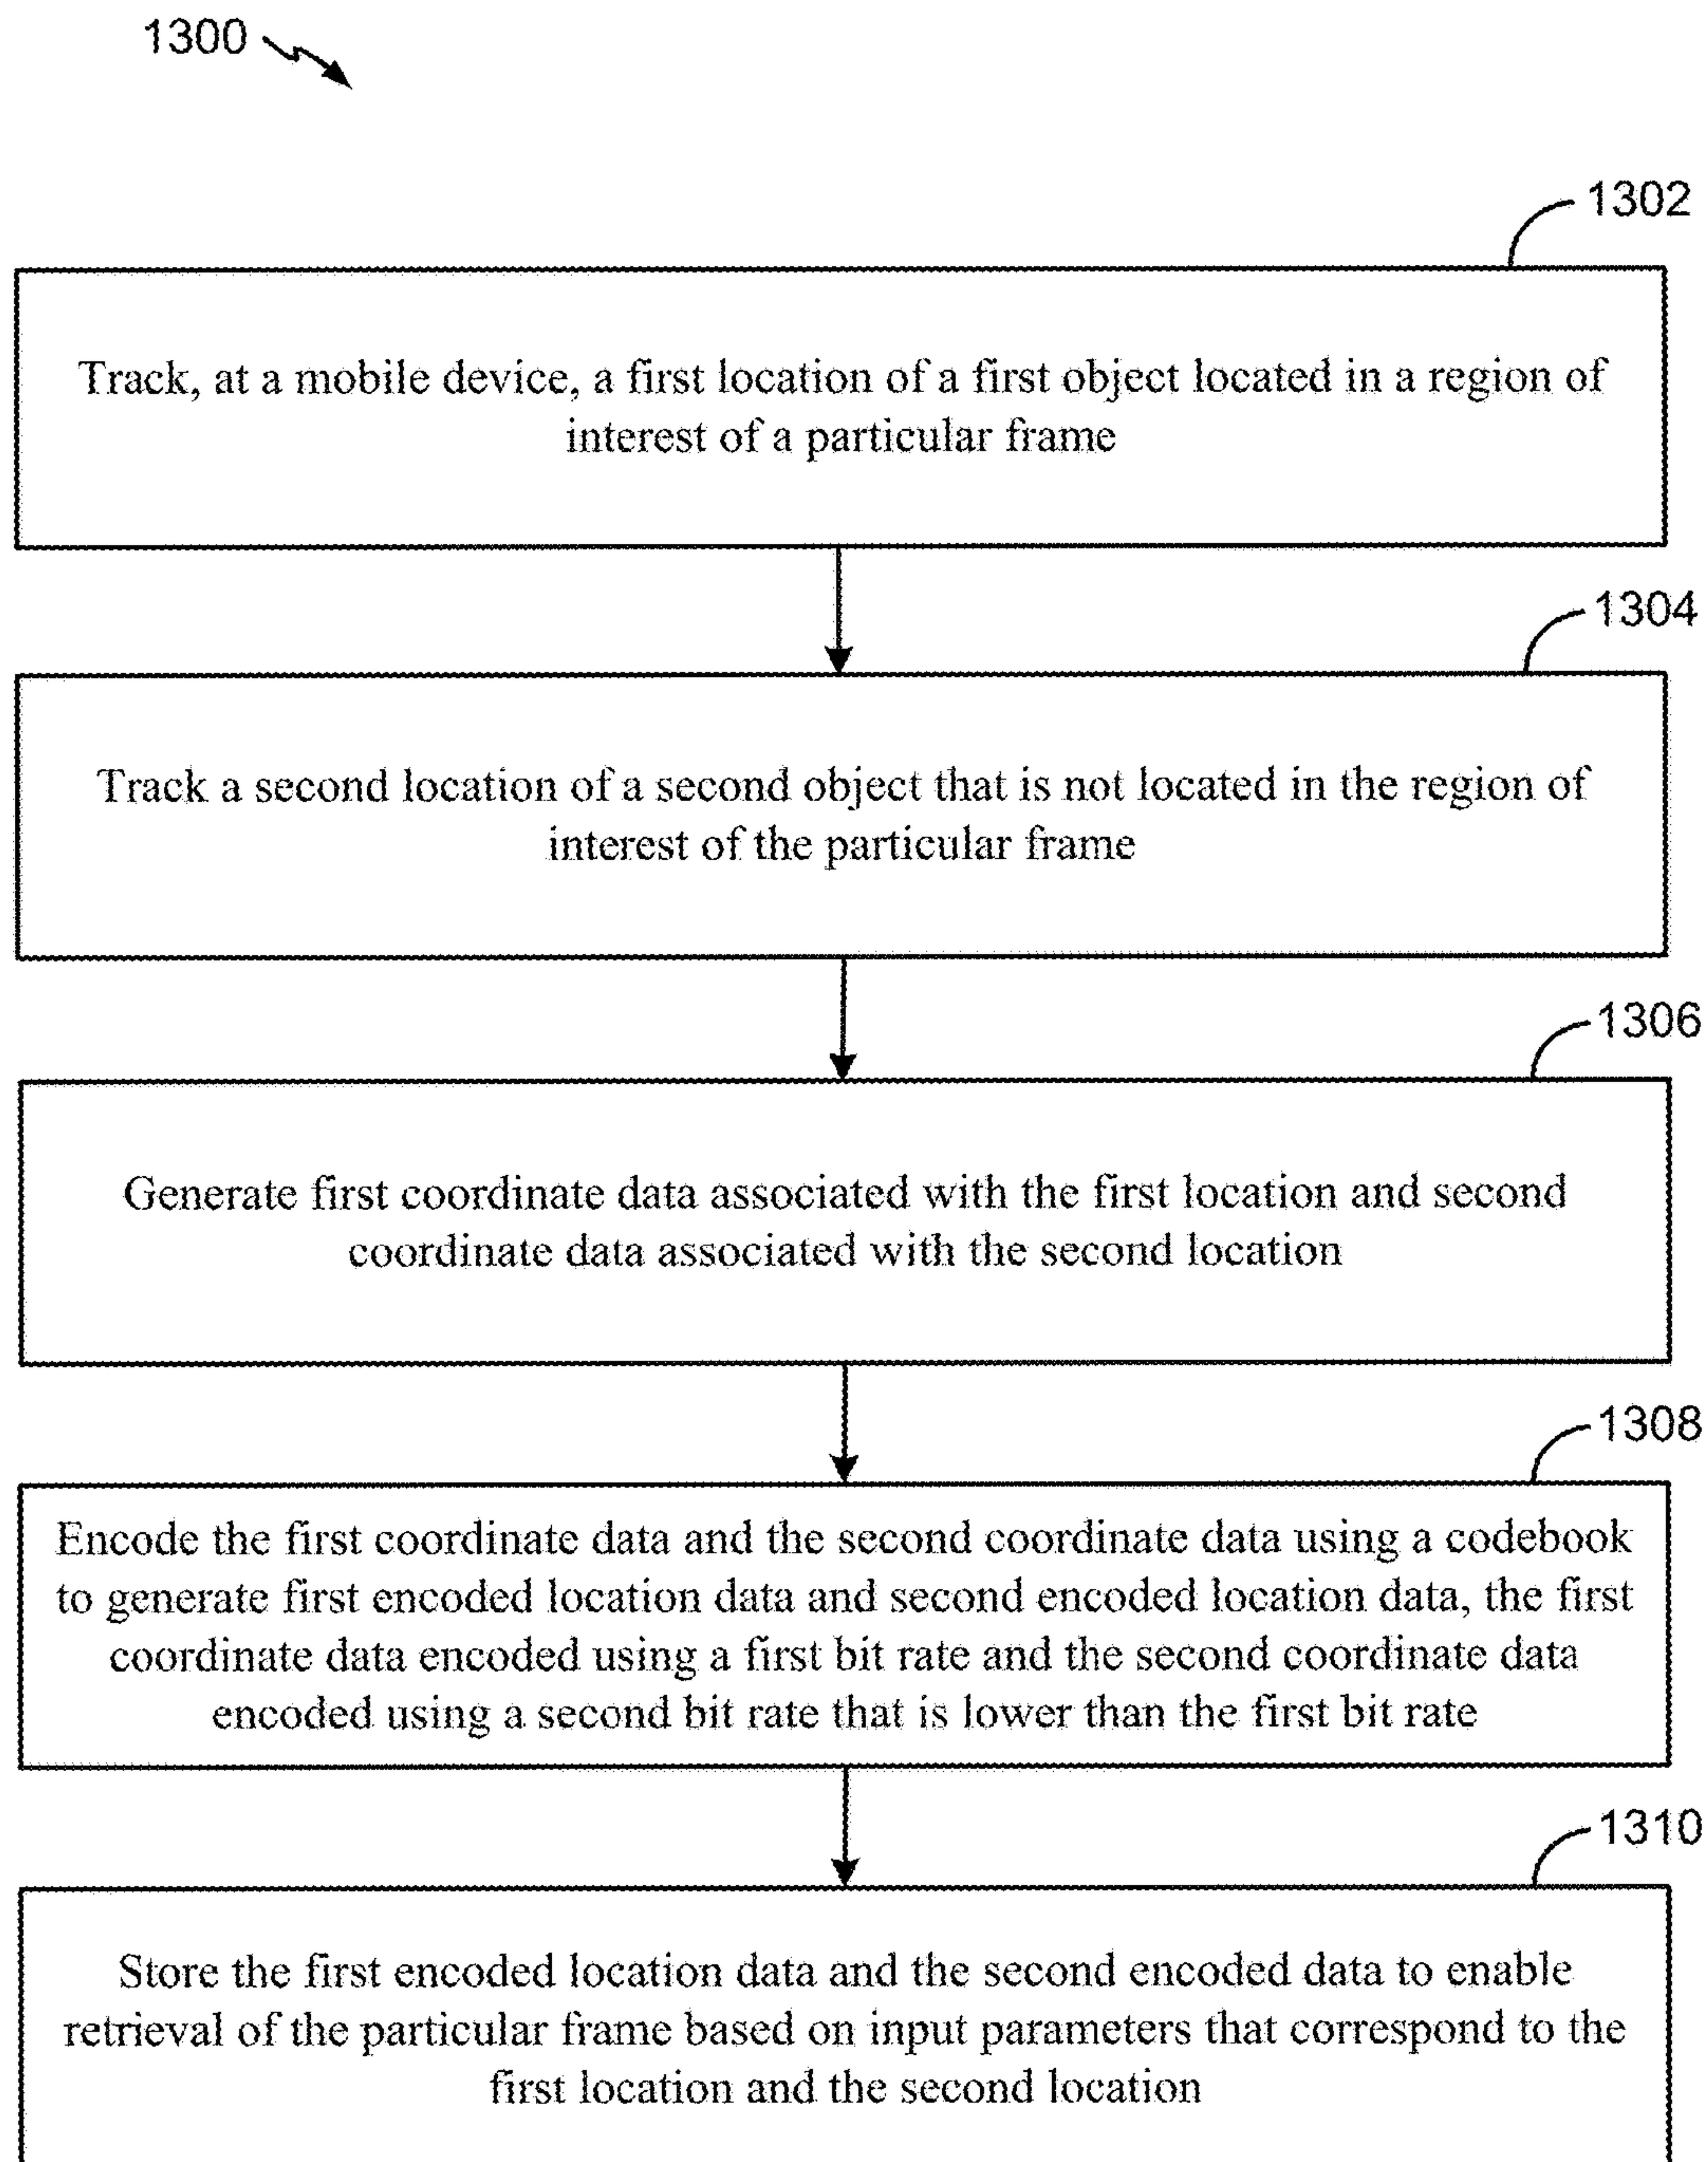 1300
1302
Track, at a mobile device, a first location of a first object located in a region of
interest of a particular frame
1304
Track a second location of a second object that is not located in the region of
interest of the particular frame
1306
Generate first coordinate data associated with the first location and second
coordinate data associated with the second location
1308
Encode the first coordinate data and the second coordinate data using a codebook
to generate first encoded location data and second encoded location data, the first
coordinate data encoded using a first bit rate and the second coordinate data
encoded using a second bit rate that is lower than the first bit rate
1310
Store the first encoded location data and the second encoded data to enable
retrieval of the particular frame based on input parameters that correspond to the
first location and the second location